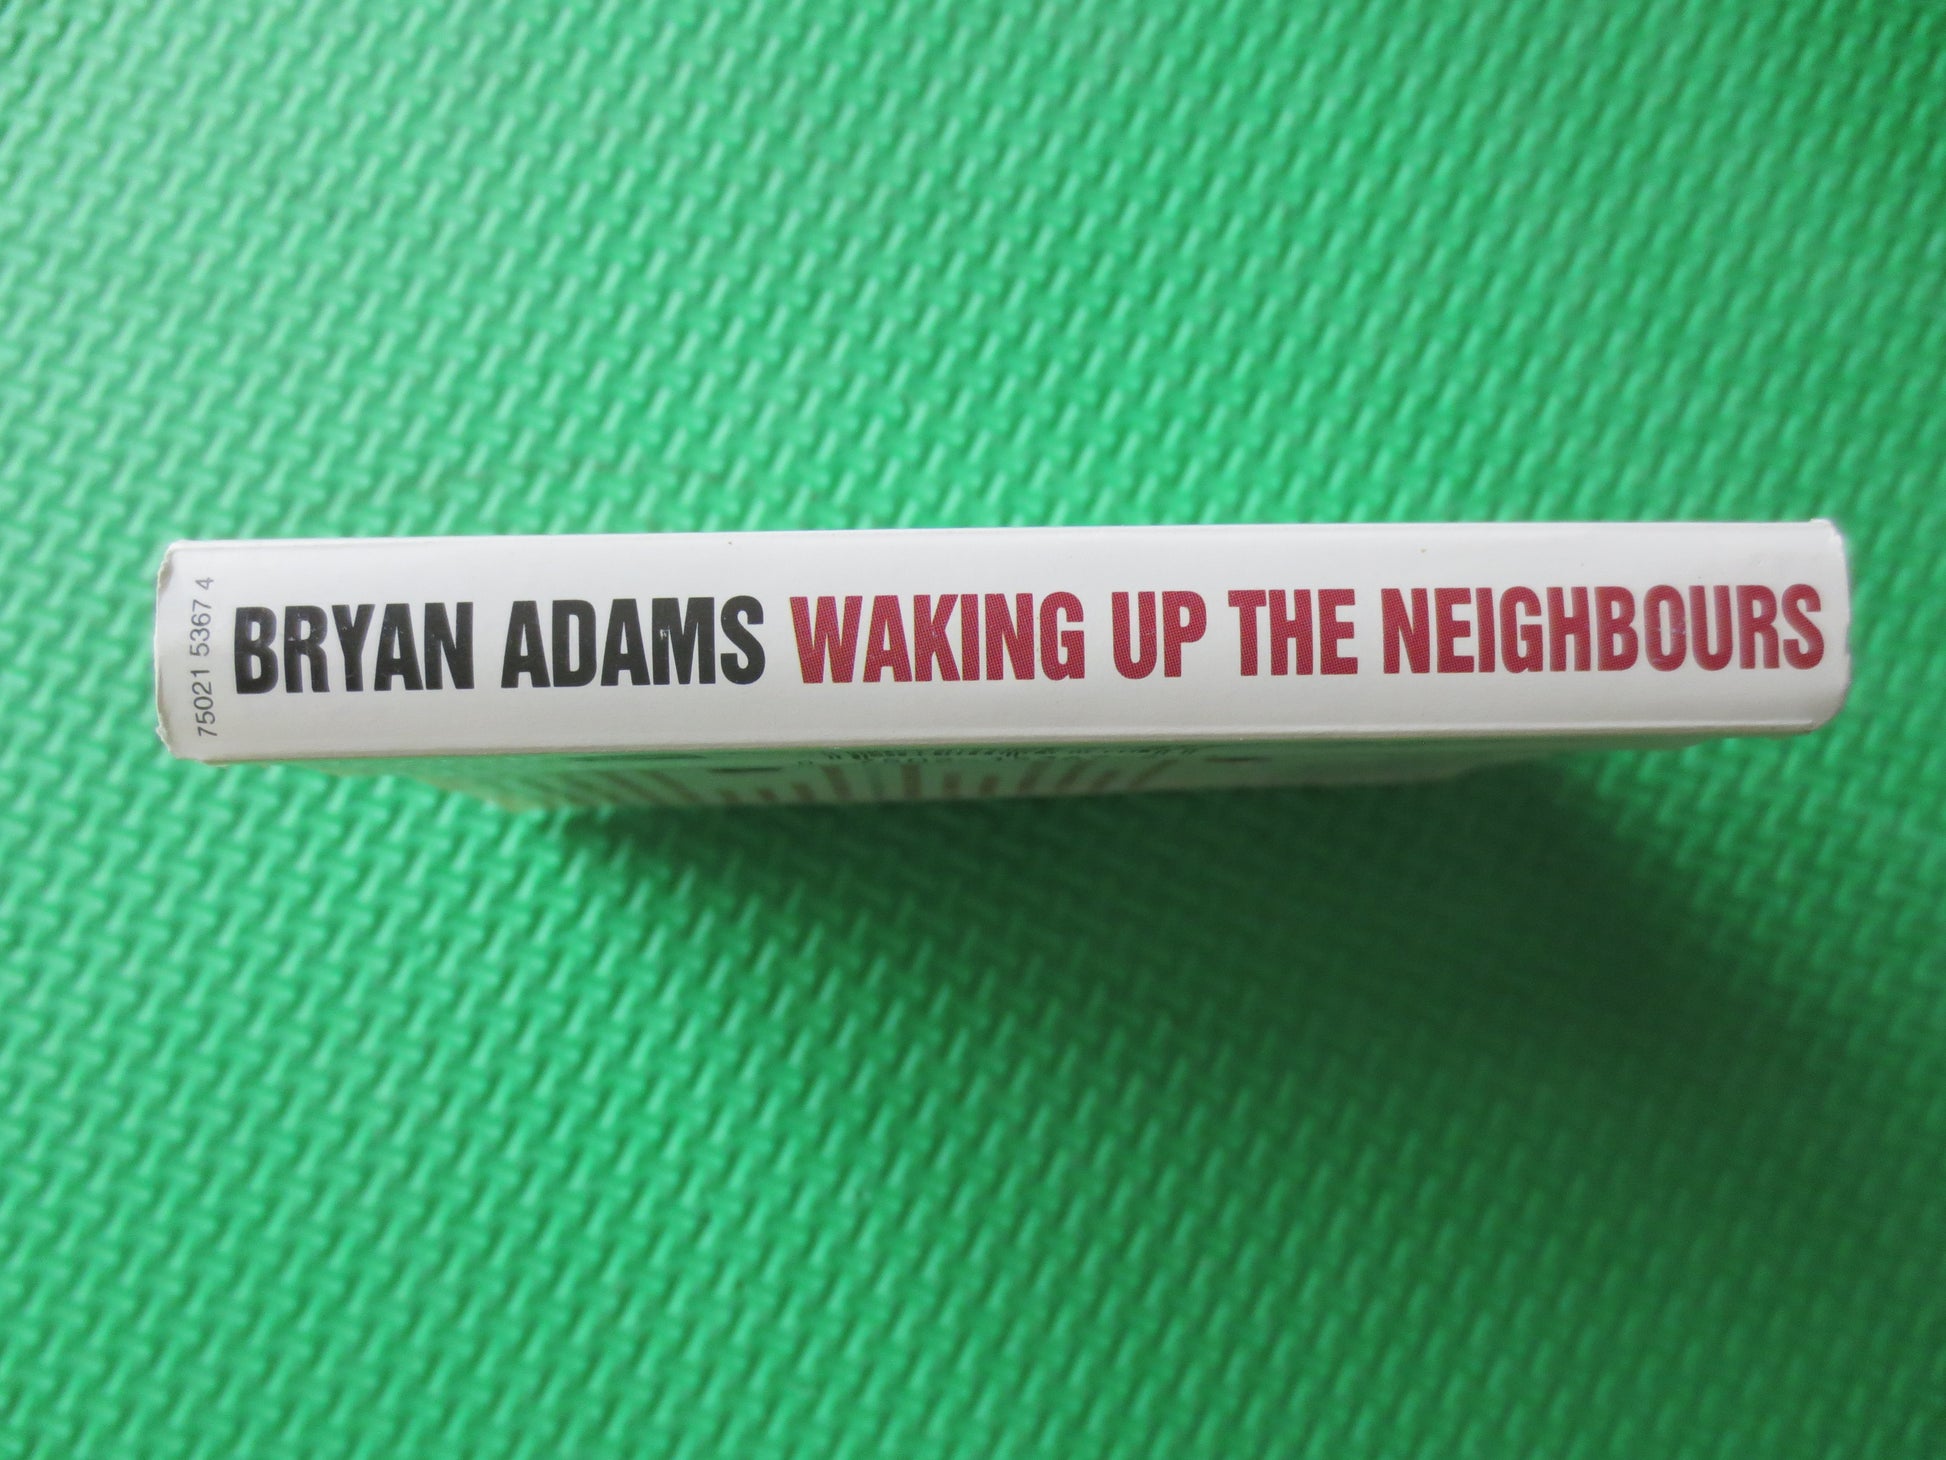 75021 5367 4
BRYAN ADAMS WAKING UP THE NEIGHBOURS